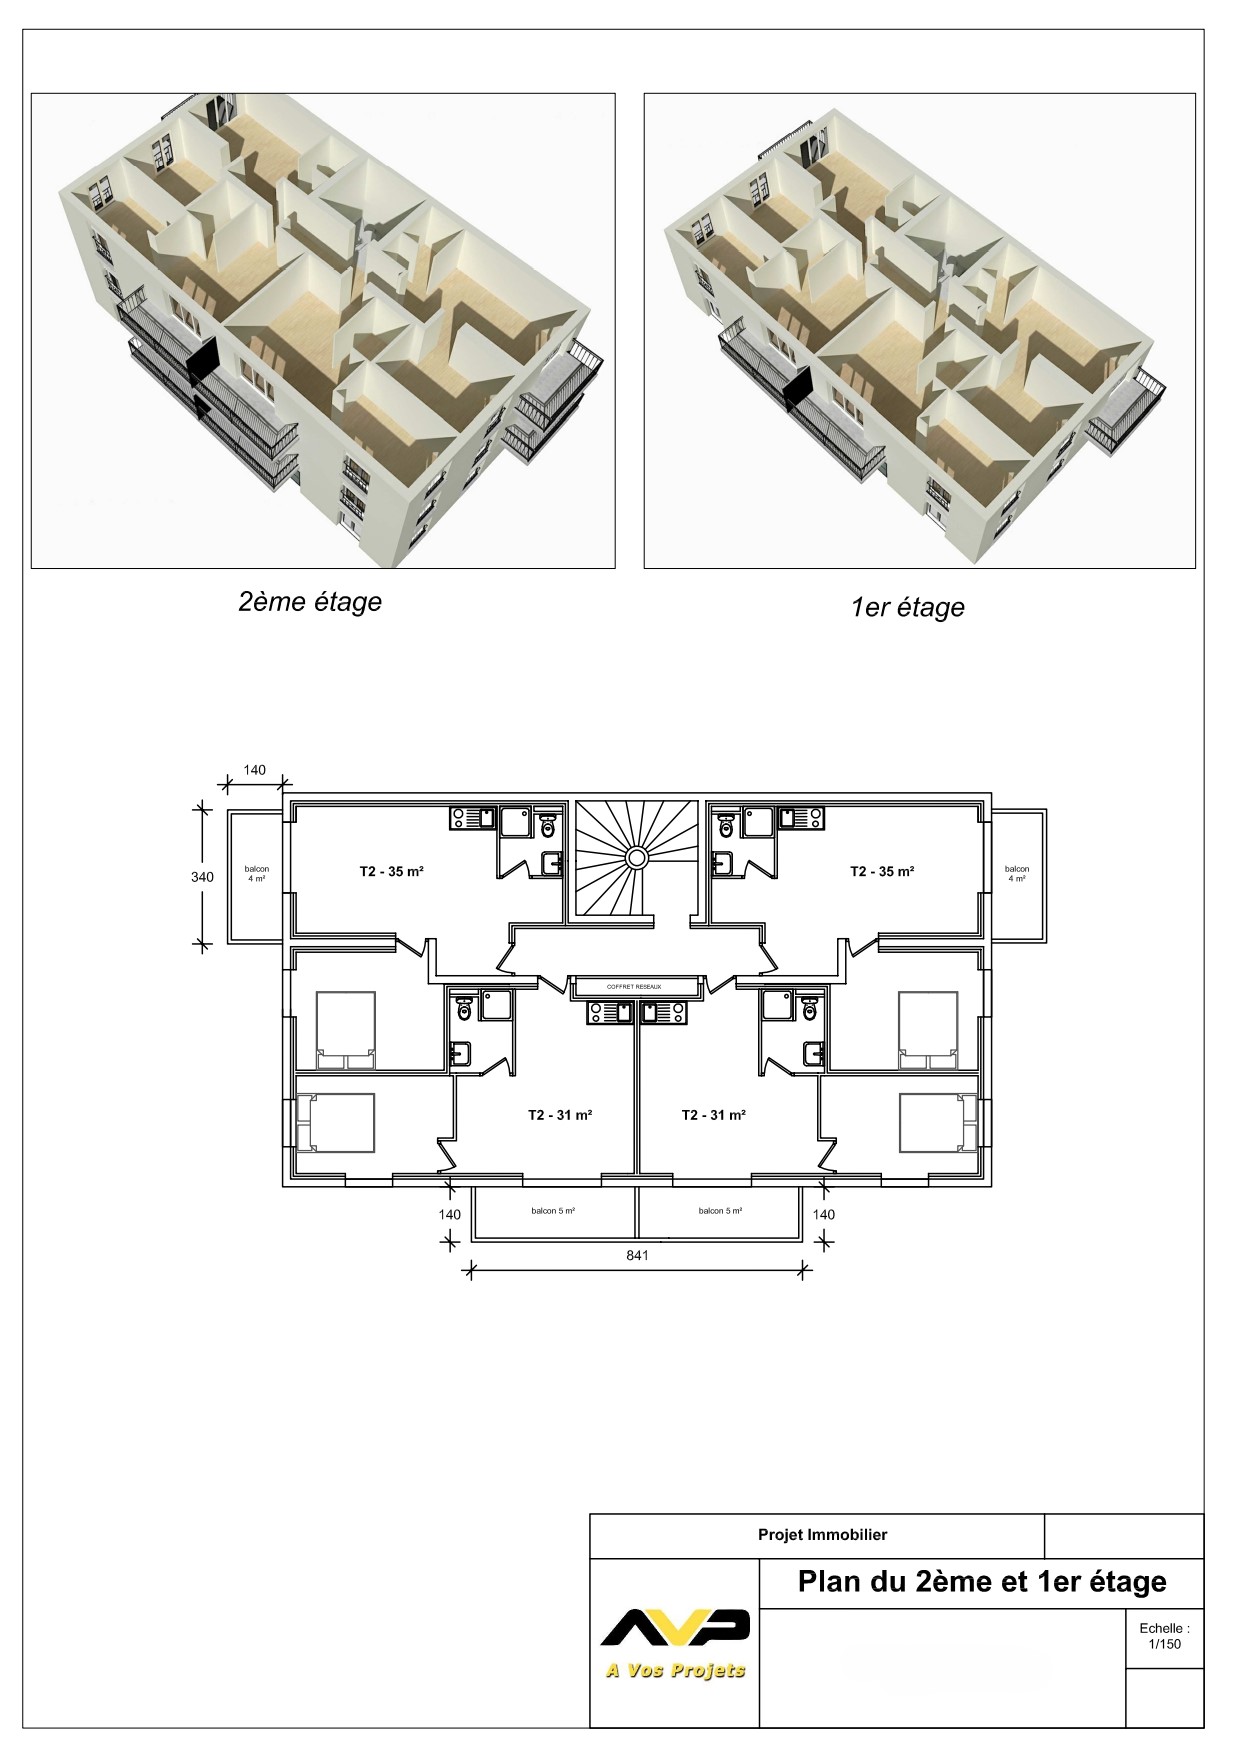 2ème étage
1er étage
140
340
balcon
4 m²
T2 - 35 m²
T2 - 35 m²
balcon
4 m²
COFFRET RESEAUX
T2 - 31 m²
T2 - 31 m²
140
balcon 5 m²
balcon 5 m²
140
841
Projet Immobilier
Plan du 2ème et 1er étage
Echelle :
1/150
AVP
A Vos Projets